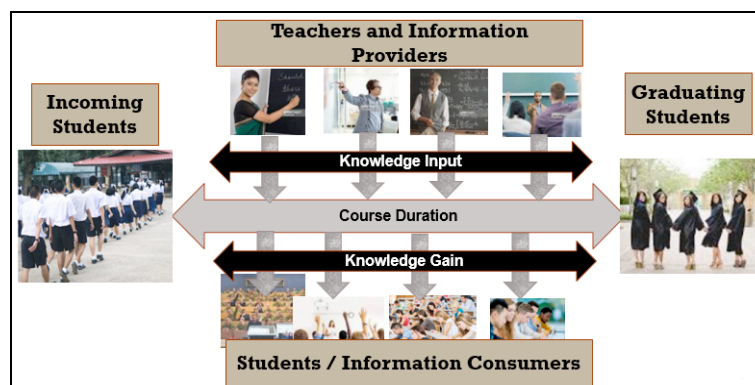 Teachers and Information
Providers
Incoming
Students
Graduating
Students
Knowledge Input
Course Duration
Knowledge Gain
Students / Information Consumers